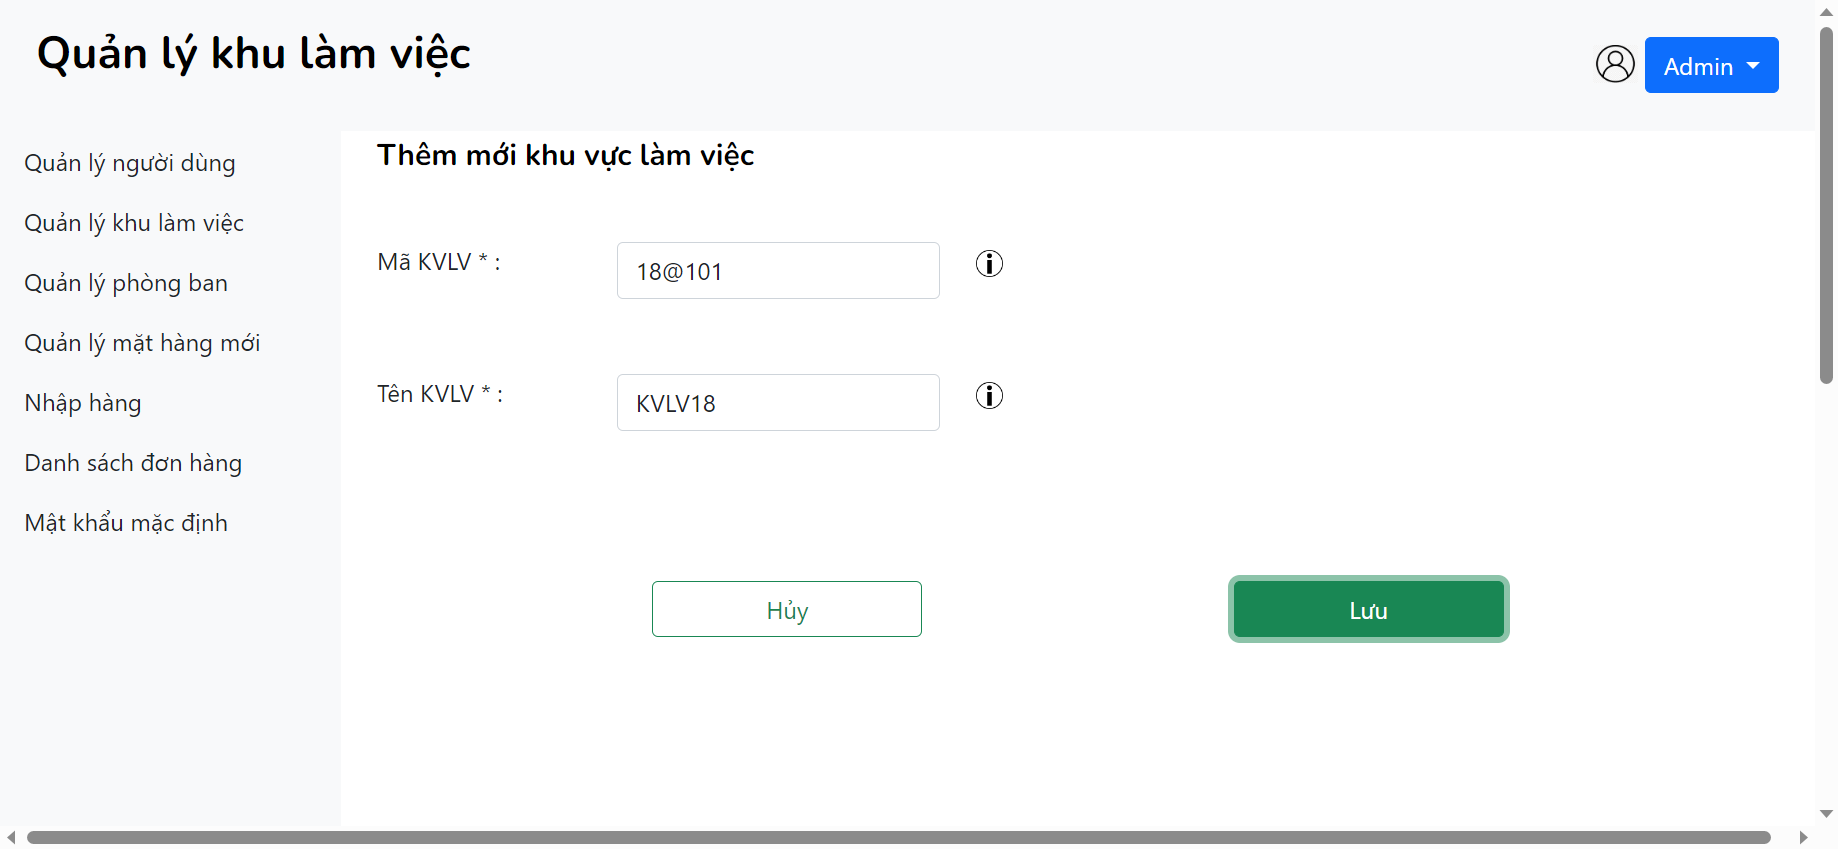 Quản lý khu làm việc
Admin
Quản lý người dùng
Quản lý khu làm việc
Quản lý phòng ban
Quản lý mặt hàng mới
Nhập hàng
Danh sách đơn hàng
Mật khẩu mặc định
Thêm mới khu vực làm việc
Mã KVLV * :
18@101
Tên KVLV * :
KVLV18
Hủy
Lưu